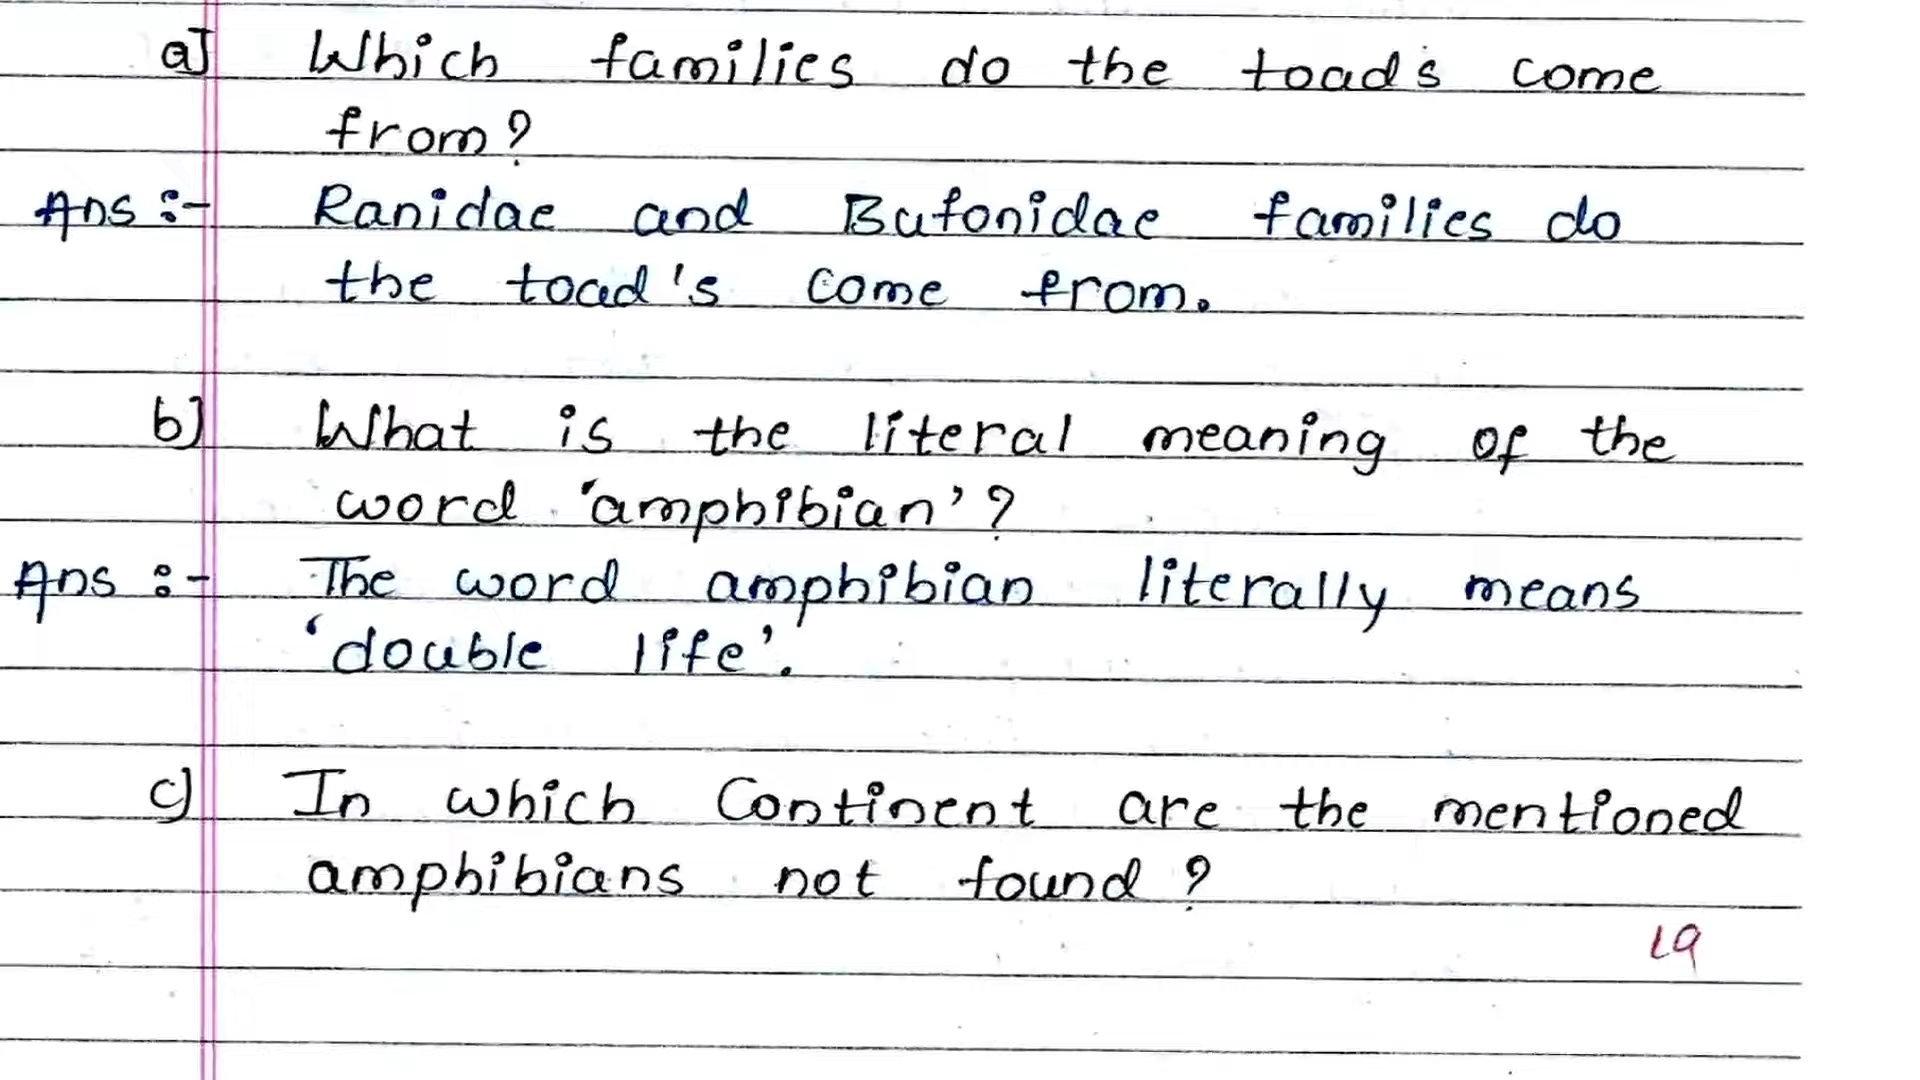 a] Which families do the toads come
from?
Ans :- Ranidae and Bufonidae families do
the toad's come from.
b] What is the literal meaning of the
word 'amphibian'?
Ans :- The word amphibian literally means
'double life'.
c] In which Continent are the mentioned
amphibians not found ?
19